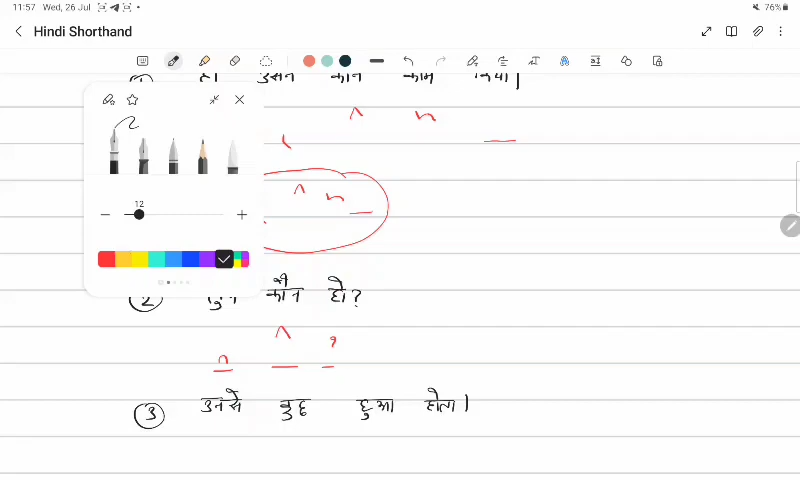 11:57 Wed, 26 Jul 76%
Hindi Shorthand
उसने कौन काम किया।
12
2 तुम कौन हो?
3 उनसे कुछ हुआ होता।